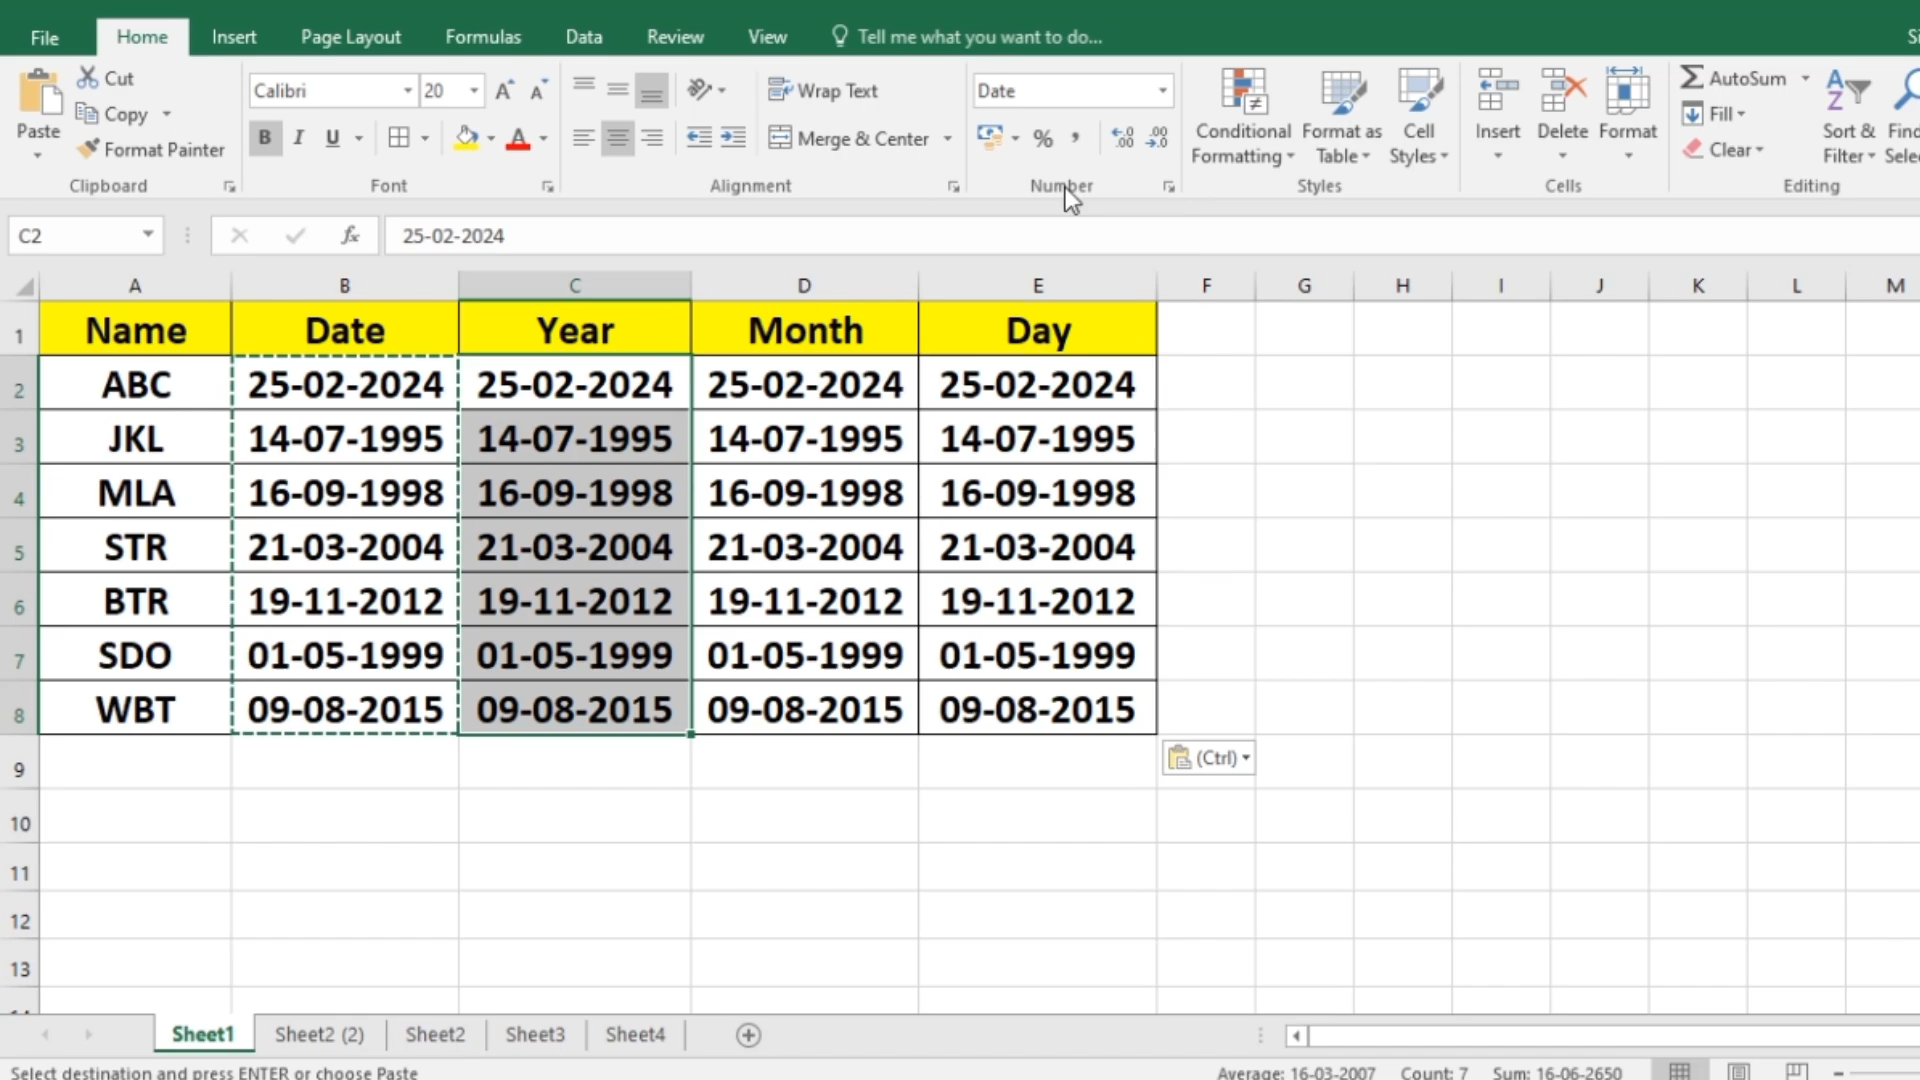 File Home Insert Page Layout Formulas Data Review View Tell me what you want to do...
Paste
Cut
Copy
Format Painter
Clipboard
Calibri 20 A A
B I U A
Font
Wrap Text
Merge & Center
Alignment
Date
% , .0 .00 .00 .0
Number
Conditional Formatting
Format as Table
Cell Styles
Styles
Insert Delete Format
Cells
AutoSum
Fill
Clear
A Z
Sort & Filter
Editing
C2 fx 25-02-2024
A B C D E F G H I J K L M
1 Name Date Year Month Day
2 ABC 25-02-2024 25-02-2024 25-02-2024 25-02-2024
3 JKL 14-07-1995 14-07-1995 14-07-1995 14-07-1995
4 MLA 16-09-1998 16-09-1998 16-09-1998 16-09-1998
5 STR 21-03-2004 21-03-2004 21-03-2004 21-03-2004
6 BTR 19-11-2012 19-11-2012 19-11-2012 19-11-2012
7 SDO 01-05-1999 01-05-1999 01-05-1999 01-05-1999
8 WBT 09-08-2015 09-08-2015 09-08-2015 09-08-2015
9 (Ctrl)
10
11
12
13
Sheet1 Sheet2 (2) Sheet2 Sheet3 Sheet4
Select destination and press ENTER or choose Paste Average: 16-03-2007 Count: 7 Sum: 16-06-2650